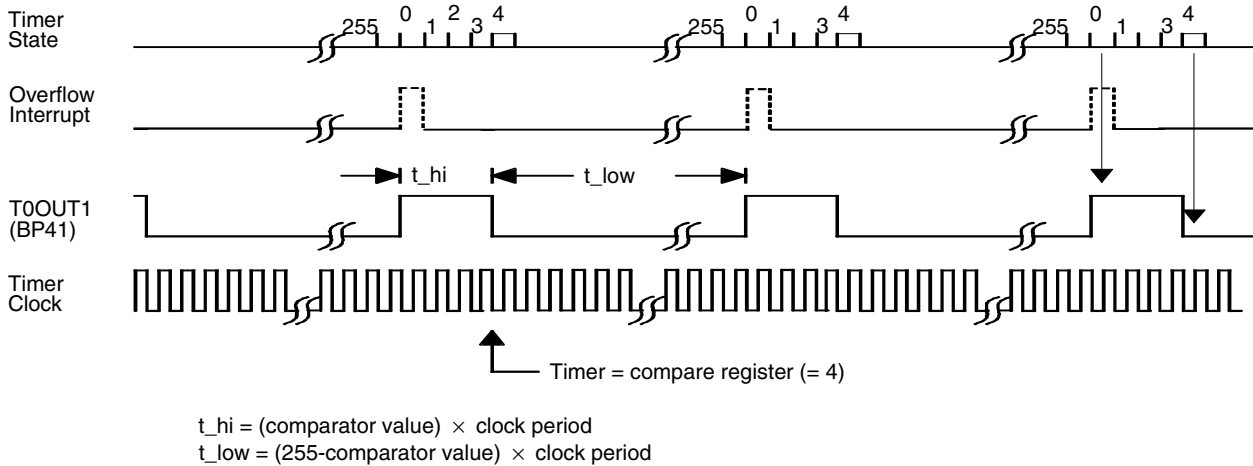 Timer State
255 0 1 2 3 4
255 0 1 3 4
255 0 1 3 4
Overflow Interrupt
t_hi
t_low
T0OUT1 (BP41)
Timer Clock
Timer = compare register (= 4)
t_hi = (comparator value) × clock period
t_low = (255-comparator value) × clock period